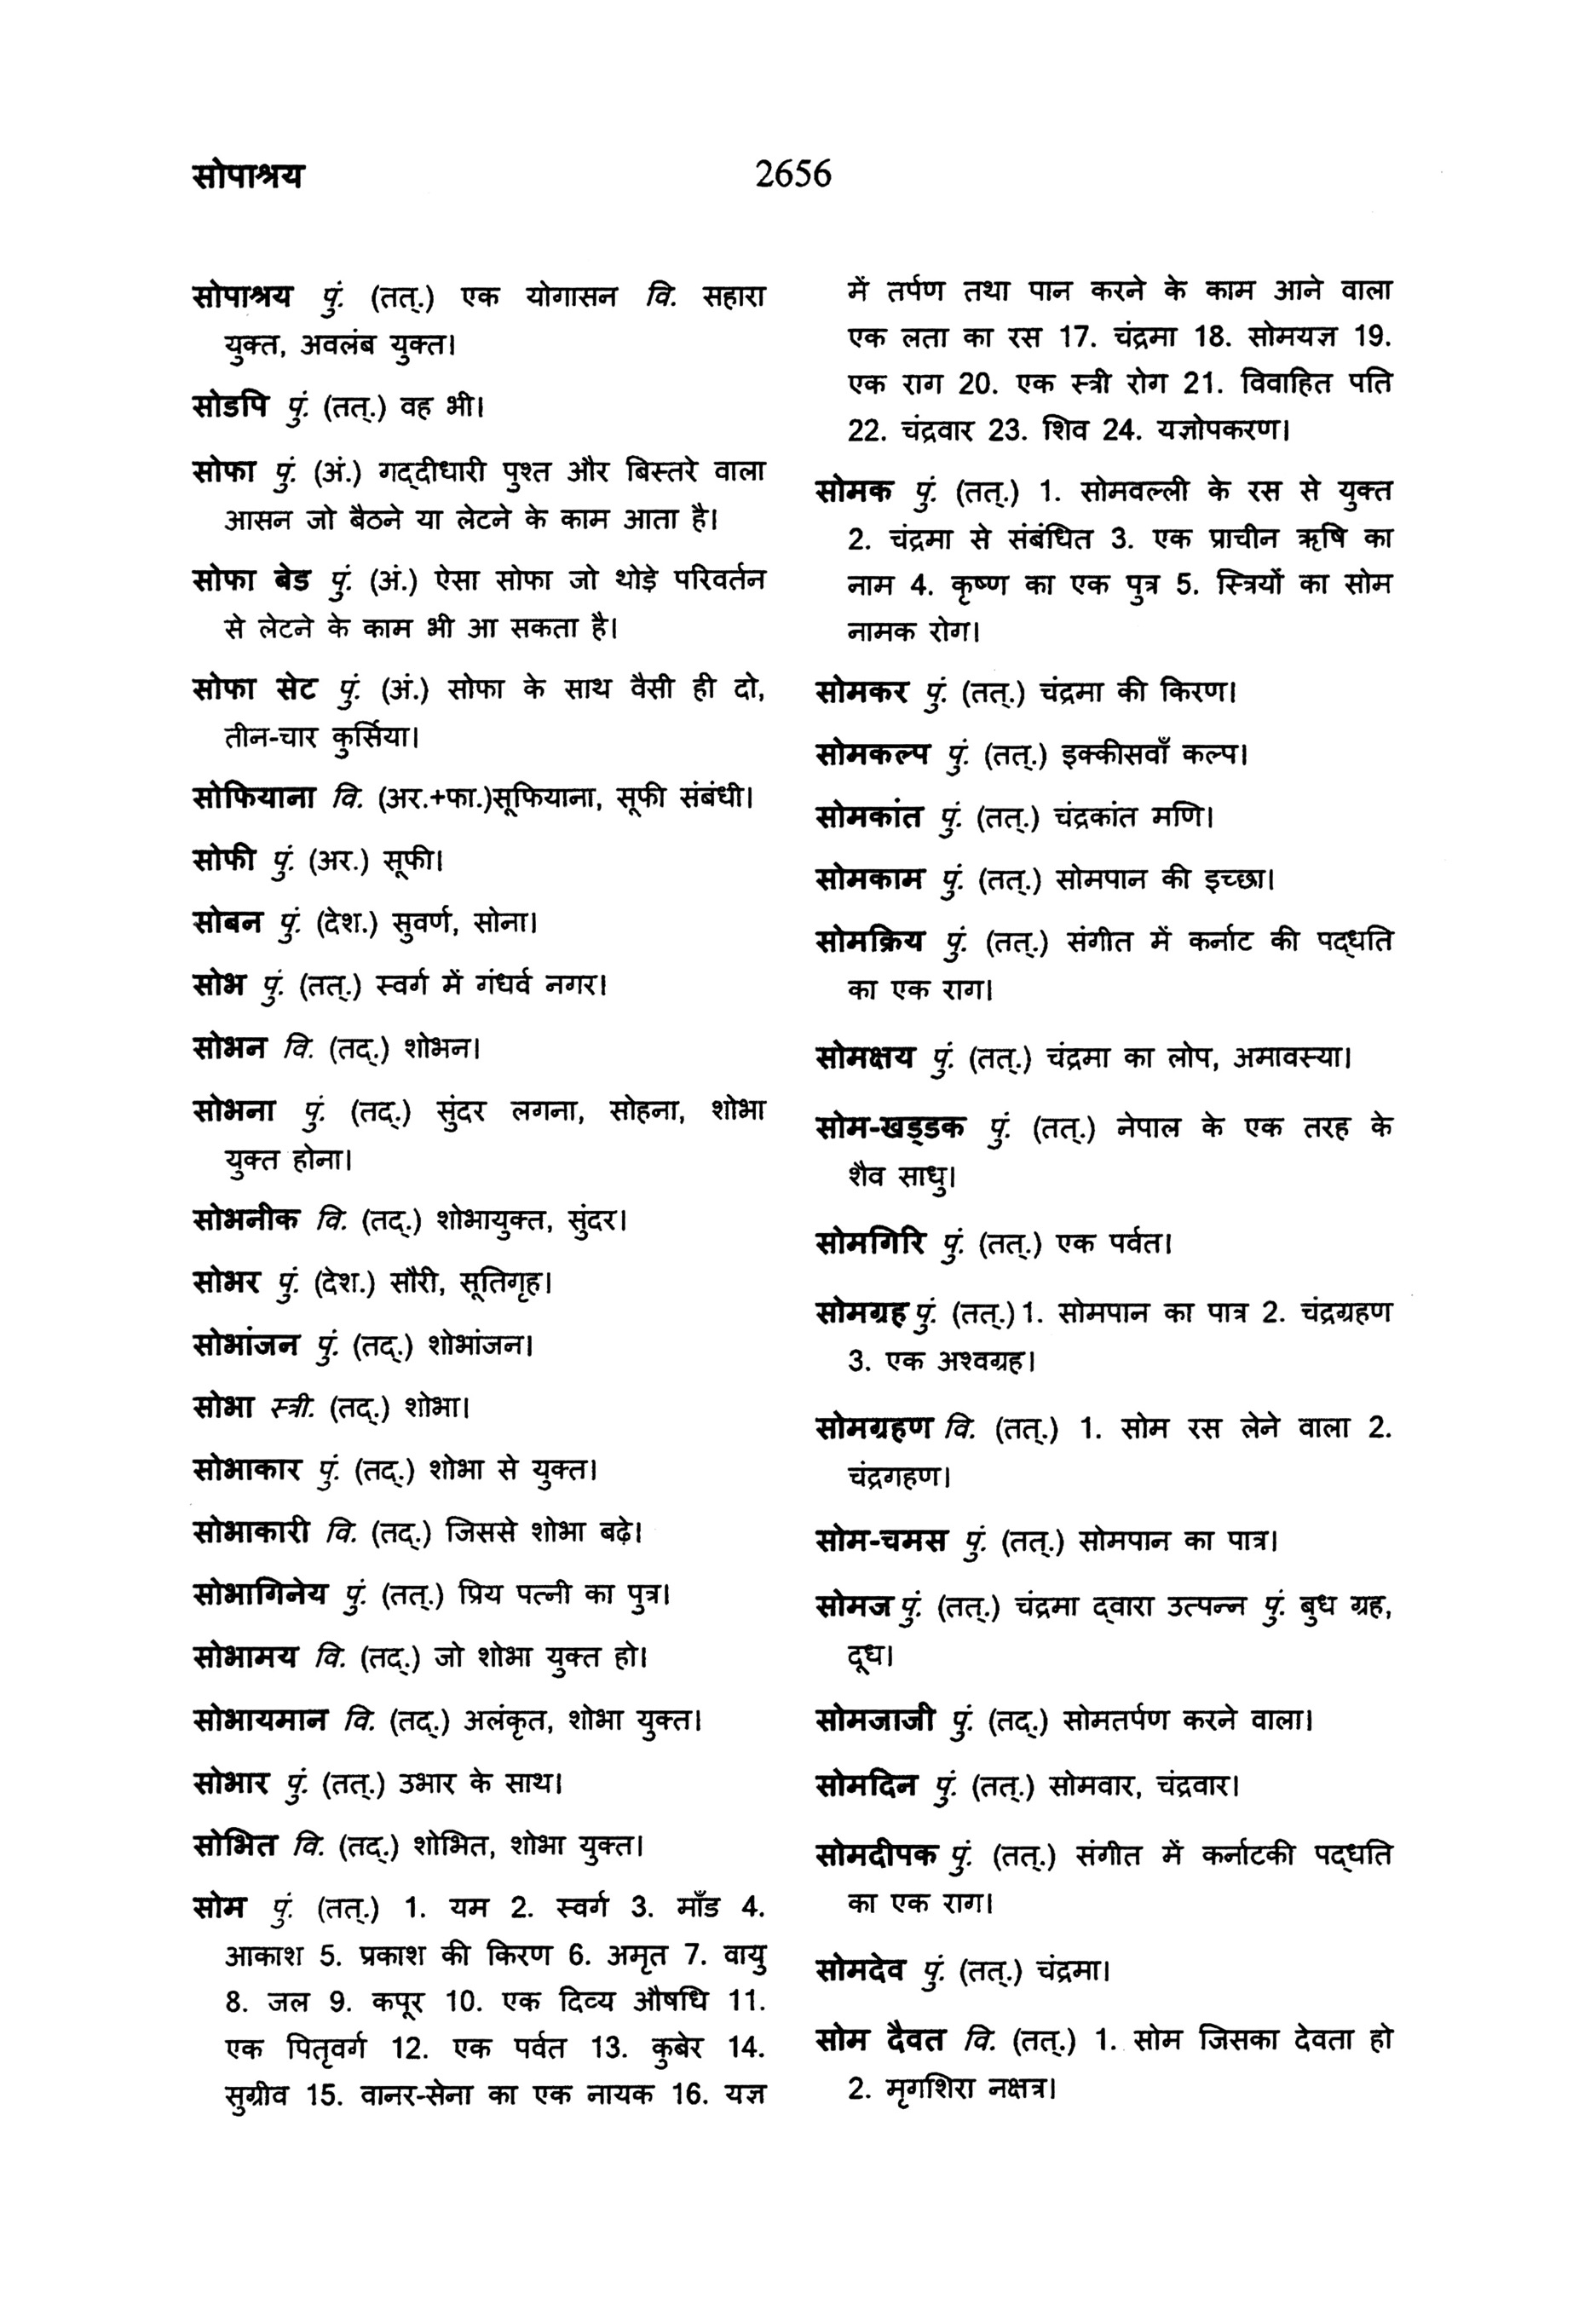 सोपाश्रय
2656
सोपाश्रय पुं. (तत्.) एक योगासन वि. सहारा
युक्त, अवलंब युक्त।
सोडपि पुं. (तत्.) वह भी।
सोफा पुं. (अं.) गद्दीधारी पुश्त और बिस्तरे वाला
आसन जो बैठने या लेटने के काम आता है।
सोफा बेड पुं. (अं.) ऐसा सोफा जो थोड़े परिवर्तन
से लेटने के काम भी आ सकता है।
सोफा सेट पुं. (अं.) सोफा के साथ वैसी ही दो,
तीन-चार कुर्सिया।
सोफियाना वि. (अर.+फा.)सूफियाना, सूफी संबंधी।
सोफी पुं. (अर.) सूफी।
सोबन पुं. (देश.) सुवर्ण, सोना।
सोभ पुं. (तत्.) स्वर्ग में गंधर्व नगर।
सोभन वि. (तद्.) शोभन।
सोभना पुं. (तद्.) सुंदर लगना, सोहना, शोभा
युक्त होना।
सोभनीक वि. (तद्.) शोभायुक्त, सुंदर।
सोभर पुं. (देश.) सौरी, सूतिगृह।
सोभांजन पुं. (तद्.) शोभांजन।
सोभा स्त्री. (तद्.) शोभा।
सोभाकार पुं. (तद्.) शोभा से युक्त।
सोभाकारी वि. (तद्.) जिससे शोभा बढ़े।
सोभागिनेय पुं. (तत्.) प्रिय पत्नी का पुत्र।
सोभामय वि. (तद्.) जो शोभा युक्त हो।
सोभायमान वि. (तद्.) अलंकृत, शोभा युक्त।
सोभार पुं. (तत्.) उभार के साथ।
सोभित वि. (तद्.) शोभित, शोभा युक्त।
सोम पुं. (तत्.) 1. यम 2. स्वर्ग 3. माँड 4.
आकाश 5. प्रकाश की किरण 6. अमृत 7. वायु
8. जल 9. कपूर 10. एक दिव्य औषधि 11.
एक पितृवर्ग 12. एक पर्वत 13. कुबेर 14.
सुग्रीव 15. वानर-सेना का एक नायक 16. यज्ञ
में तर्पण तथा पान करने के काम आने वाला
एक लता का रस 17. चंद्रमा 18. सोमयज्ञ 19.
एक राग 20. एक स्त्री रोग 21. विवाहित पति
22. चंद्रवार 23. शिव 24. यज्ञोपकरण।
सोमक पुं. (तत्.) 1. सोमवल्ली के रस से युक्त
2. चंद्रमा से संबंधित 3. एक प्राचीन ऋषि का
नाम 4. कृष्ण का एक पुत्र 5. स्त्रियों का सोम
नामक रोग।
सोमकर पुं. (तत्.) चंद्रमा की किरण।
सोमकल्प पुं. (तत्.) इक्कीसवाँ कल्प।
सोमकांत पुं. (तत्.) चंद्रकांत मणि।
सोमकाम पुं. (तत्.) सोमपान की इच्छा।
सोमक्रिय पुं. (तत्.) संगीत में कर्नाट की पद्धति
का एक राग।
सोमक्षय पुं. (तत्.) चंद्रमा का लोप, अमावस्या।
सोम-खड्डक पुं. (तत्.) नेपाल के एक तरह के
शैव साधु।
सोमगिरि पुं. (तत्.) एक पर्वत।
सोमग्रह पुं. (तत्.) 1. सोमपान का पात्र 2. चंद्रग्रहण
3. एक अश्वग्रह।
सोमग्रहण वि. (तत्.) 1. सोम रस लेने वाला 2.
चंद्रगहण।
सोम-चमस पुं. (तत्.) सोमपान का पात्र।
सोमज पुं. (तत्.) चंद्रमा द्वारा उत्पन्न पुं. बुध ग्रह,
दूध।
सोमजाजी पुं. (तद्.) सोमतर्पण करने वाला।
सोमदिन पुं. (तत्.) सोमवार, चंद्रवार।
सोमदीपक पुं. (तत्.) संगीत में कर्नाटकी पद्धति
का एक राग।
सोमदेव पुं. (तत्.) चंद्रमा।
सोम दैवत वि. (तत्.) 1. सोम जिसका देवता हो
2. मृगशिरा नक्षत्र।